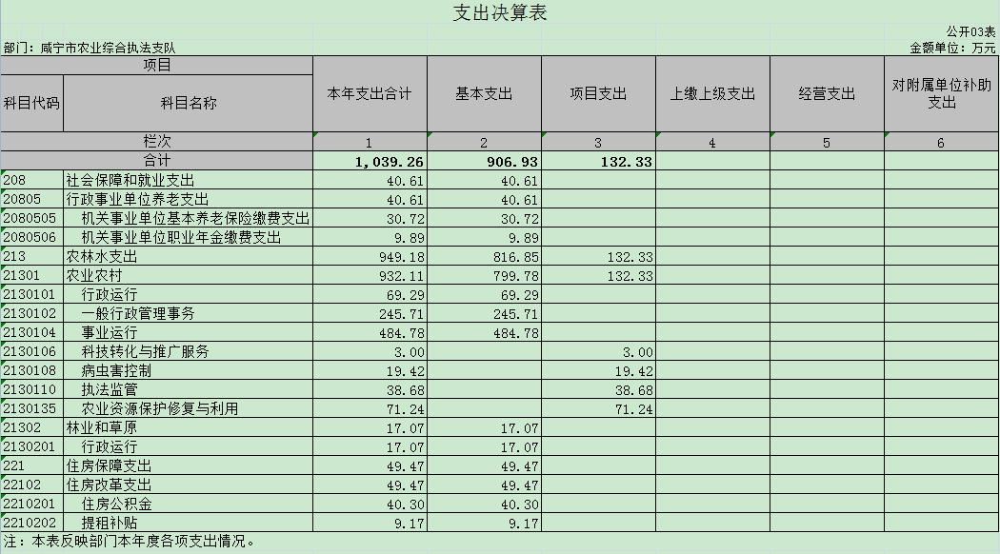 支出决算表
公开03表
部门：咸宁市农业综合执法支队 金额单位：万元
项目 本年支出合计 基本支出 项目支出 上缴上级支出 经营支出 对附属单位补助支出
科目代码 科目名称
栏次 1 2 3 4 5 6
合计 1,039.26 906.93 132.33
208 社会保障和就业支出 40.61 40.61
20805 行政事业单位养老支出 40.61 40.61
2080505 机关事业单位基本养老保险缴费支出 30.72 30.72
2080506 机关事业单位职业年金缴费支出 9.89 9.89
213 农林水支出 949.18 816.85 132.33
21301 农业农村 932.11 799.78 132.33
2130101 行政运行 69.29 69.29
2130102 一般行政管理事务 245.71 245.71
2130104 事业运行 484.78 484.78
2130106 科技转化与推广服务 3.00 3.00
2130108 病虫害控制 19.42 19.42
2130110 执法监管 38.68 38.68
2130135 农业资源保护修复与利用 71.24 71.24
21302 林业和草原 17.07 17.07
2130201 行政运行 17.07 17.07
221 住房保障支出 49.47 49.47
22102 住房改革支出 49.47 49.47
2210201 住房公积金 40.30 40.30
2210202 提租补贴 9.17 9.17
注：本表反映部门本年度各项支出情况。